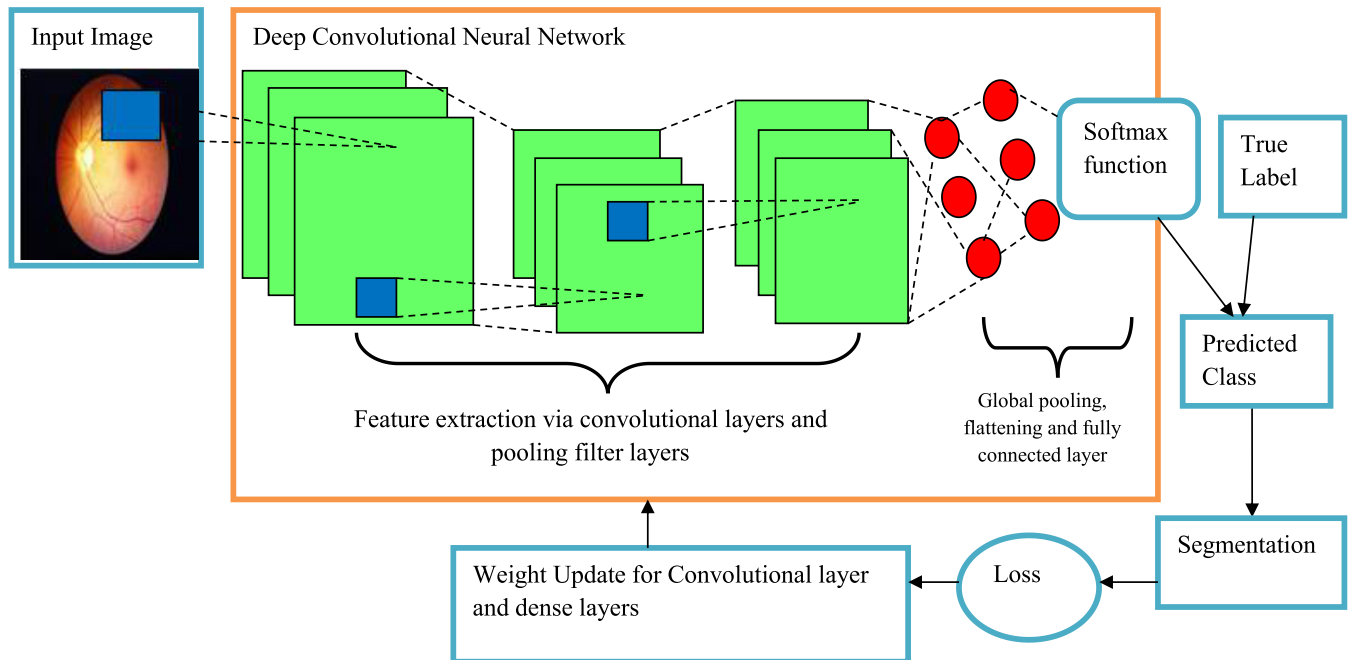 Input Image
Deep Convolutional Neural Network
Softmax
function
True
Label
Predicted
Class
Feature extraction via convolutional layers and
pooling filter layers
Global pooling,
flattening and fully
connected layer
Segmentation
Loss
Weight Update for Convolutional layer
and dense layers